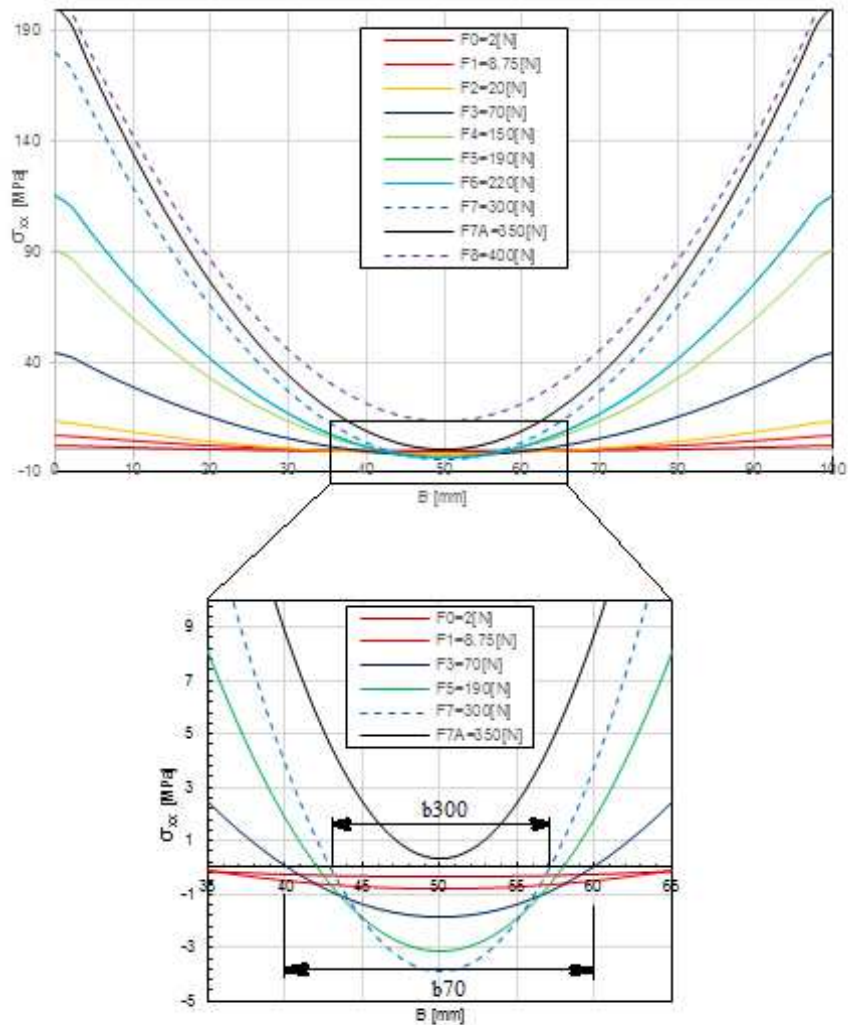 190
140
90
40
-10
σxx [MPa]
F0=2[N]
F1=8.75[N]
F2=20[N]
F3=70[N]
F4=150[N]
F5=190[N]
F6=220[N]
F7=300[N]
F7A=350[N]
F8=400[N]
0 10 20 30 40 50 60 70 80 90 100
B [mm]
9
7
5
3
1
-1
-3
-5
σxx [MPa]
F0=2[N]
F1=8.75[N]
F3=70[N]
F5=190[N]
F7=300[N]
F7A=350[N]
b300
35 40 45 50 55 60 65
b70
B [mm]